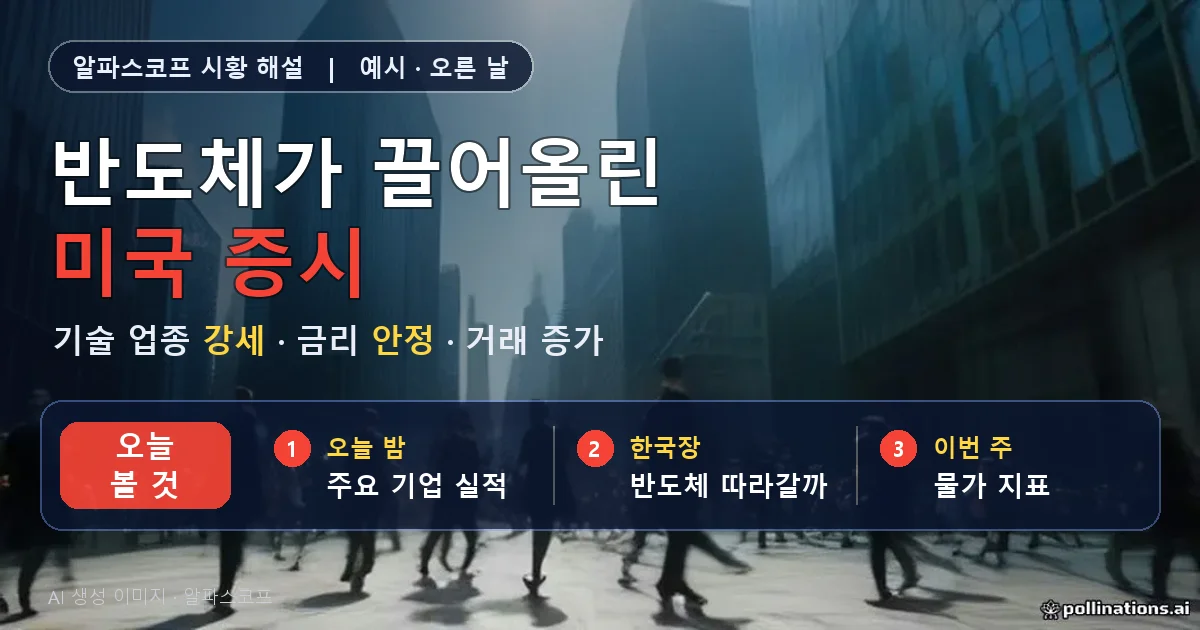 알파스코프 시황 해설 | 예시 · 오른 날
반도체가 끌어올린
미국 증시
기술 업종 강세 · 금리 안정 · 거래 증가
오늘
볼 것
1 오늘 밤
주요 기업 실적
2 한국장
반도체 따라갈까
3 이번 주
물가 지표
AI 생성 이미지 · 알파스코프
pollinations.ai